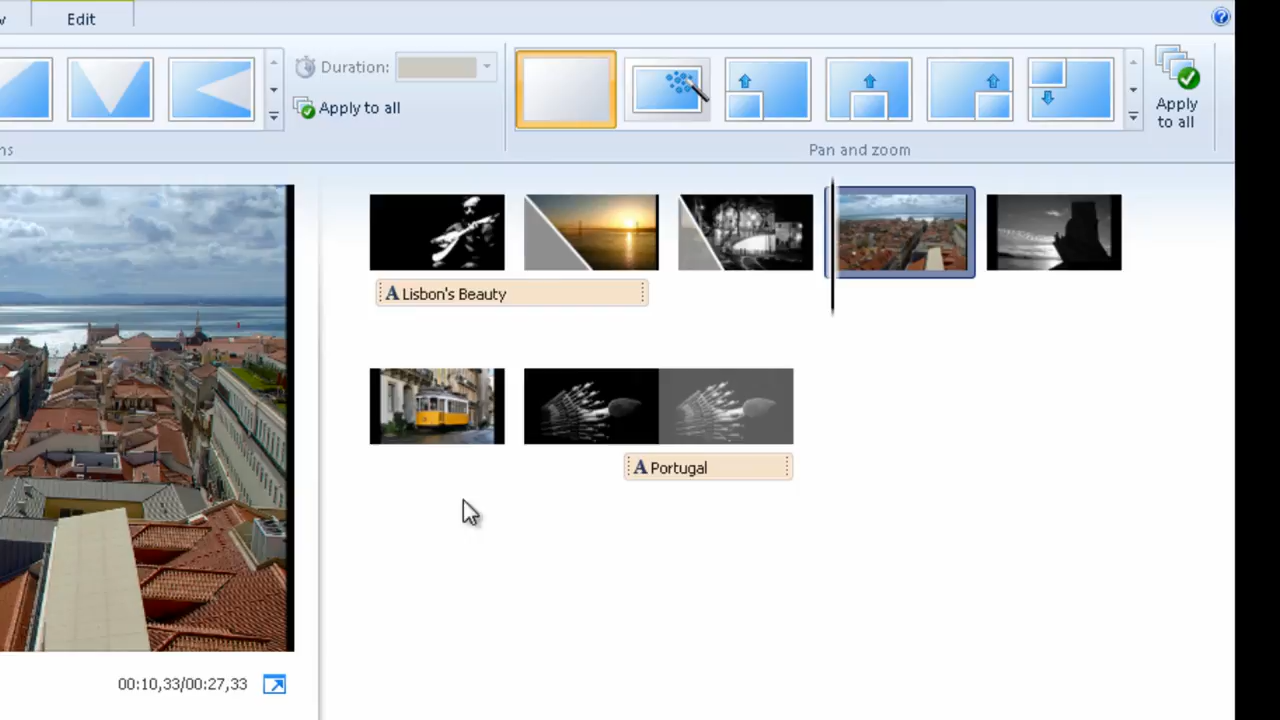 Edit
Duration:
Apply to all
Apply
to all
Pan and zoom
A Lisbon's Beauty
A Portugal
00:10,33/00:27,33